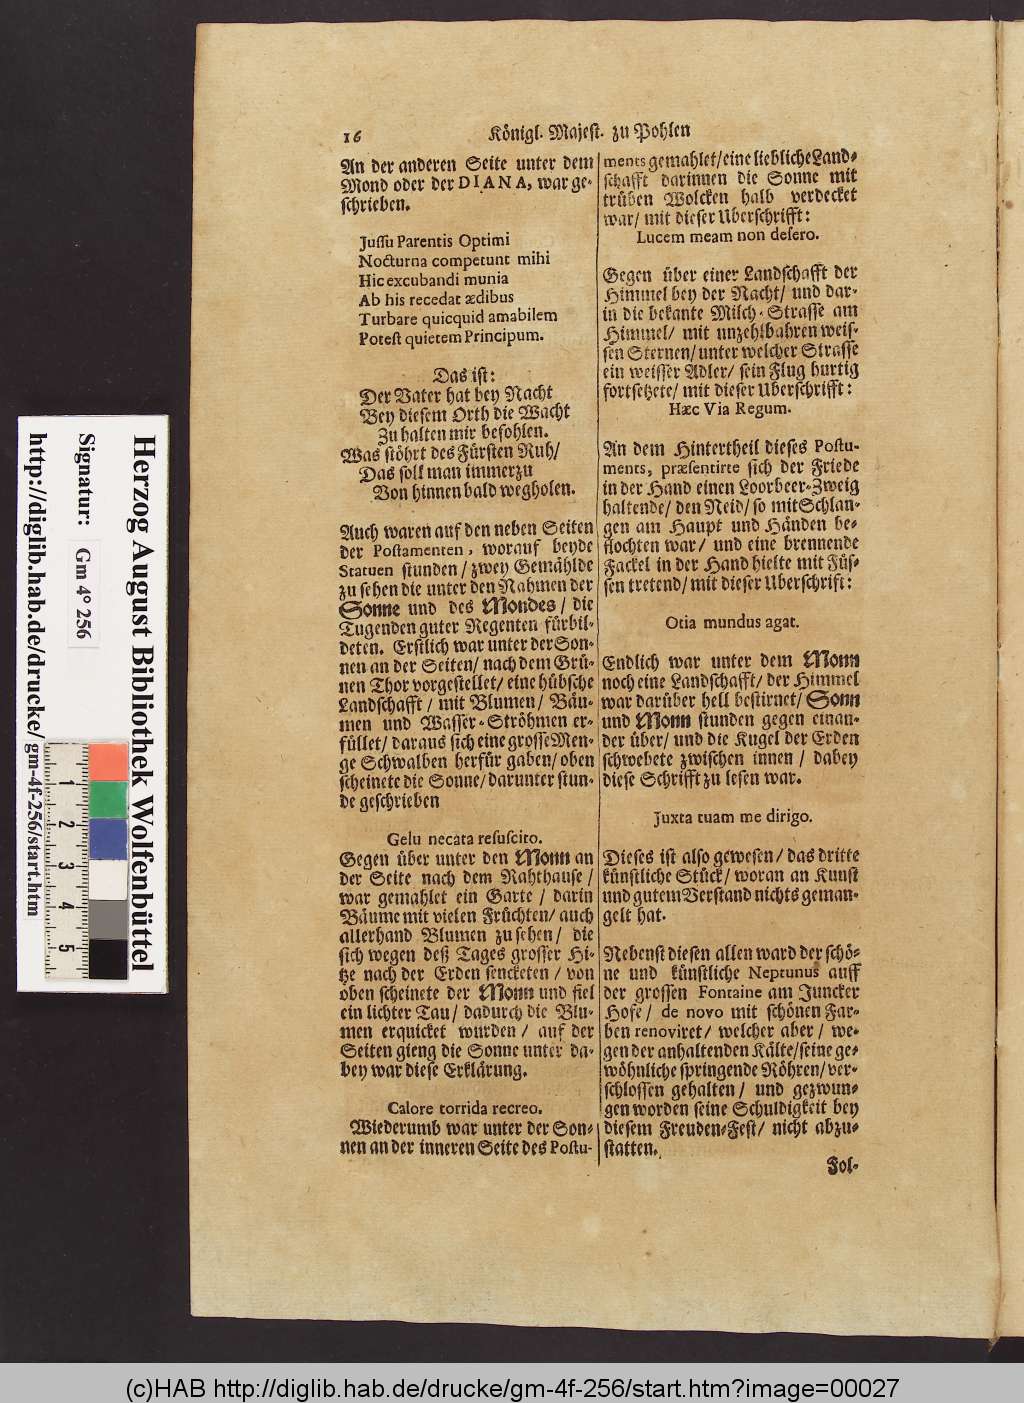 16 Königl. Majest. zu Pohlen
An der anderen Seite unter dem
Mond oder der DIANA, war ge-
schrieben.
Jussu Parentis Optimi
Nocturna competunt mihi
Hic excubandi munia
Ab his recedat ædibus
Turbare quicquid amabilem
Potest quietem Principum.
Das ist:
Der Vater hat bey Nacht
Bey diesem Orth die Wacht
Zu halten mir befohlen.
Was stöhrt des Fürsten Ruh/
Das soll man immerzu
Von hinnen bald wegholen.
Auch waren auf den neben Seiten
der Postamenten, worauf beyde
Statuen stunden/ zwey Gemählde
zu sehen die unter den Nahmen der
Sonne und des Mondes/ die
Tugenden guter Regenten fürbil-
deten. Erstlich war unter der Son-
nen an der Seiten/ nach dem Grü-
nen Thor vorgestellet/ eine hübsche
Landschafft/ mit Blumen/ Bäu-
men und Wasser-Ströhmen er-
füllet/ daraus sich eine grosse Men-
ge Schwalben herfür gaben/ oben
scheinete die Sonne/ darunter stun-
de geschrieben
Gelu necata resuscito.
Gegen über unter den Monn an
der Seite nach dem Rahthause/
war gemahlet ein Garte/ darin
Bäume mit vielen Früchten/ auch
allerhand Blumen zu sehen/ die
sich wegen deß Tages grosser Hi-
tze nach der Erden sencketen/ von
oben scheinete der Monn und fiel
ein lichter Tau/ dadurch die Blu-
men erquicket wurden/ auf der
Seiten gieng die Sonne unter da-
bey war diese Erklärung.
Calore torrida recreo.
Wiederumb war unter der Son-
nen an der inneren Seite des Postu-
ments gemahlet/ eine liebliche Land-
schafft darinnen die Sonne mit
trüben Wolcken halb verdecket
war/ mit dieser Uberschrifft:
Lucem meam non desero.
Gegen über einer Landschafft der
Himmel bey der Nacht/ und dar-
in die bekante Milch-Strasse am
Himmel/ mit unzehlbahren weis-
sen Sternen/ unter welcher Strasse
ein weisser Adler/ sein Flug hurtig
fortsetzete/ mit dieser Uberschrifft:
Hæc Via Regum.
An dem Hintertheil dieses Postu-
ments, præsentirte sich der Friede
in der Hand einen Loorbeer-Zweig
haltende/ den Neid/ so mit Schlan-
gen am Haupt und Händen be-
flochten war/ und eine brennende
Fackel in der Hand hielte mit Füs-
sen tretend/ mit dieser Uberschrift:
Otia mundus agat.
Endlich war unter dem Monn
noch eine Landschafft/ der Himmel
war darüber hell bestirnet/ Sonn
und Monn stunden gegen einan-
der über/ und die Kugel der Erden
schwebete zwischen innen/ dabey
diese Schrifft zu lesen war.
Juxta tuam me dirigo.
Dieses ist also gewesen/ das dritte
künstliche Stück/ woran an Kunst
und gutem Verstand nichts geman-
gelt hat.
Nebenst diesen allen ward der schö-
ne und künstliche Neptunus auff
der grossen Fontaine am Juncker
Hofe/ de novo mit schönen Far-
ben renoviret/ welcher aber/ we-
gen der anhaltenden Kälte/ seine ge-
wöhnliche springende Röhren/ ver-
schlossen gehalten/ und gezwun-
gen worden seine Schuldigkeit bey
diesem Freuden-Fest/ nicht abzu-
statten.
Fol-
Herzog August Bibliothek Wolfenbüttel
Signatur: Gm 4° 256
http://diglib.hab.de/drucke/gm-4f-256/start.htm
1
2
3
4
5
(c)HAB http://diglib.hab.de/drucke/gm-4f-256/start.htm?image=00027